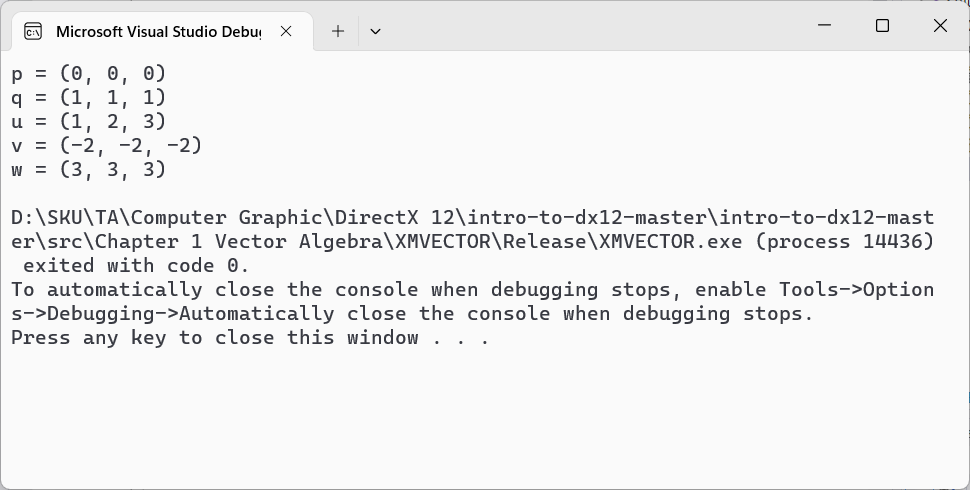 Microsoft Visual Studio Debug
p = (0, 0, 0)
q = (1, 1, 1)
u = (1, 2, 3)
v = (-2, -2, -2)
w = (3, 3, 3)
D:\SKU\TA\Computer Graphic\DirectX 12\intro-to-dx12-master\intro-to-dx12-mast
er\src\Chapter 1 Vector Algebra\XMVECTOR\Release\XMVECTOR.exe (process 14436)
 exited with code 0.
To automatically close the console when debugging stops, enable Tools->Option
s->Debugging->Automatically close the console when debugging stops.
Press any key to close this window . . .